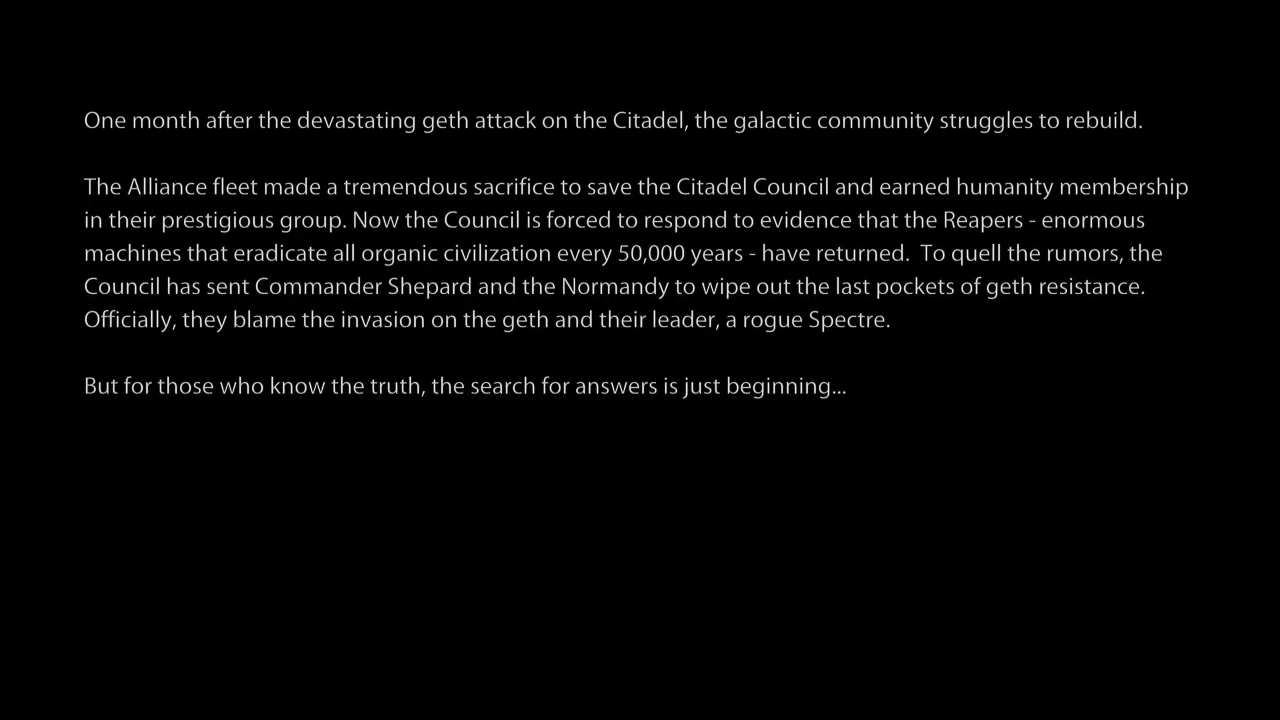 One month after the devastating geth attack on the Citadel, the galactic community struggles to rebuild.
The Alliance fleet made a tremendous sacrifice to save the Citadel Council and earned humanity membership
in their prestigious group. Now the Council is forced to respond to evidence that the Reapers - enormous
machines that eradicate all organic civilization every 50,000 years - have returned.  To quell the rumors, the
Council has sent Commander Shepard and the Normandy to wipe out the last pockets of geth resistance.
Officially, they blame the invasion on the geth and their leader, a rogue Spectre.
But for those who know the truth, the search for answers is just beginning...